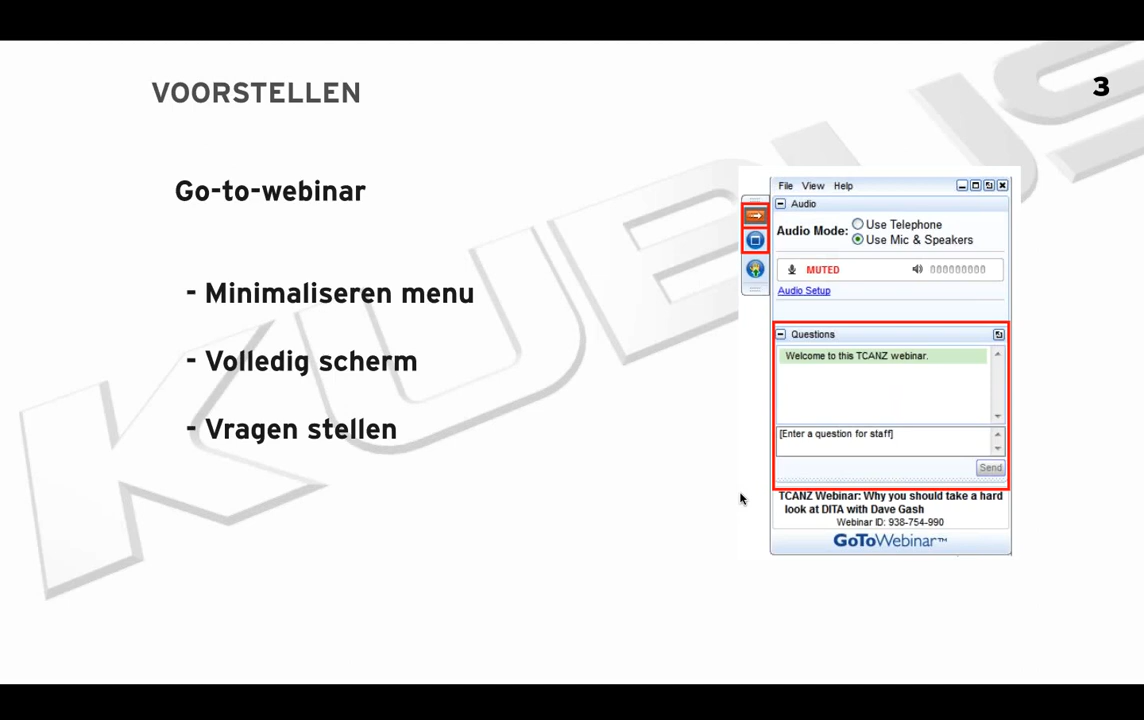 VOORSTELLEN
3
Go-to-webinar
- Minimaliseren menu
- Volledig scherm
- Vragen stellen
File View Help
Audio
Audio Mode: Use Telephone
Use Mic & Speakers
MUTED 000000000
Audio Setup
Questions
Welcome to this TCANZ webinar.
[Enter a question for staff]
Send
TCANZ Webinar: Why you should take a hard
look at DITA with Dave Gash
Webinar ID: 938-754-990
GoToWebinar™
KUBUS